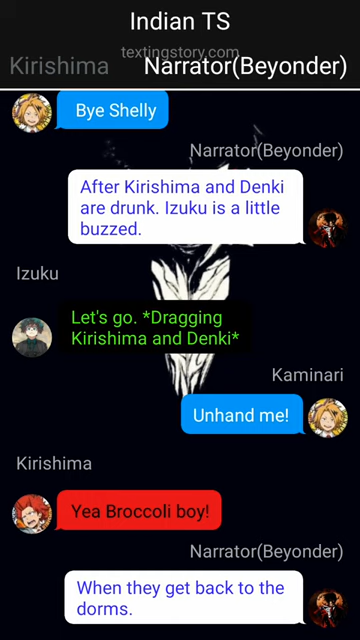 Indian TS
textingstory.com
Kirishima Narrator(Beyonder)
Bye Shelly
Narrator(Beyonder)
After Kirishima and Denki
are drunk. Izuku is a little
buzzed.
Izuku
Let's go. *Dragging
Kirishima and Denki*
Kaminari
Unhand me!
Kirishima
Yea Broccoli boy!
Narrator(Beyonder)
When they get back to the
dorms.